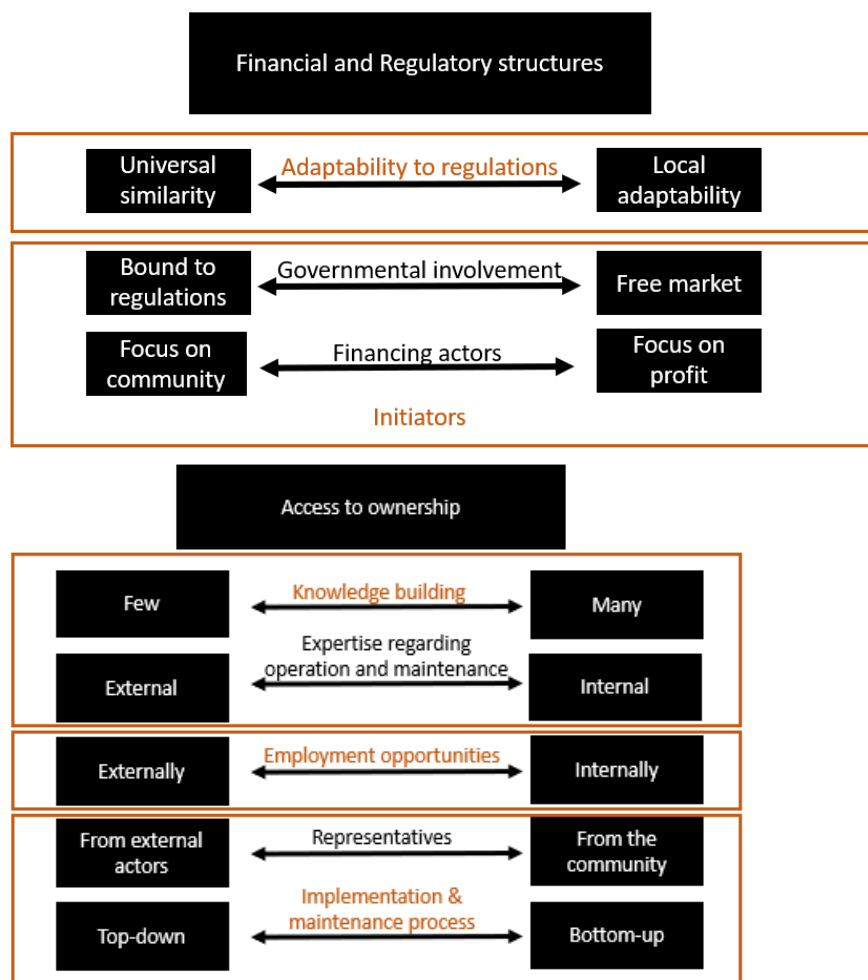 Financial and Regulatory structures
Universal
similarity
Adaptability to regulations
Local
adaptability
Bound to
regulations
Governmental involvement
Free market
Focus on
community
Financing actors
Focus on
profit
Initiators
Access to ownership
Few
Knowledge building
Many
External
Expertise regarding
operation and maintenance
Internal
Externally
Employment opportunities
Internally
From external
actors
Representatives
From the
community
Top-down
Implementation &
maintenance process
Bottom-up